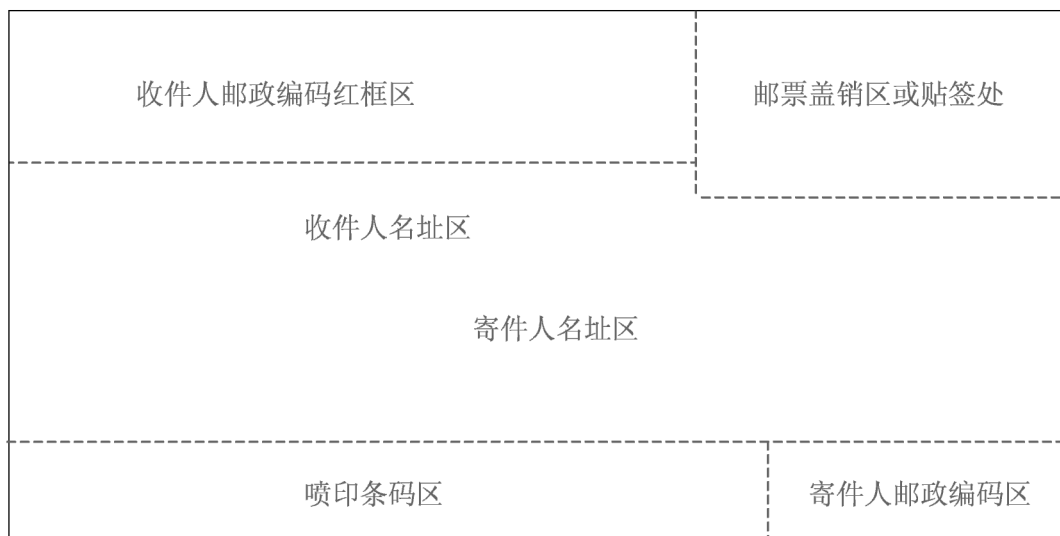 收件人邮政编码红框区
邮票盖销区或贴签处
收件人名址区
寄件人名址区
喷印条码区
寄件人邮政编码区